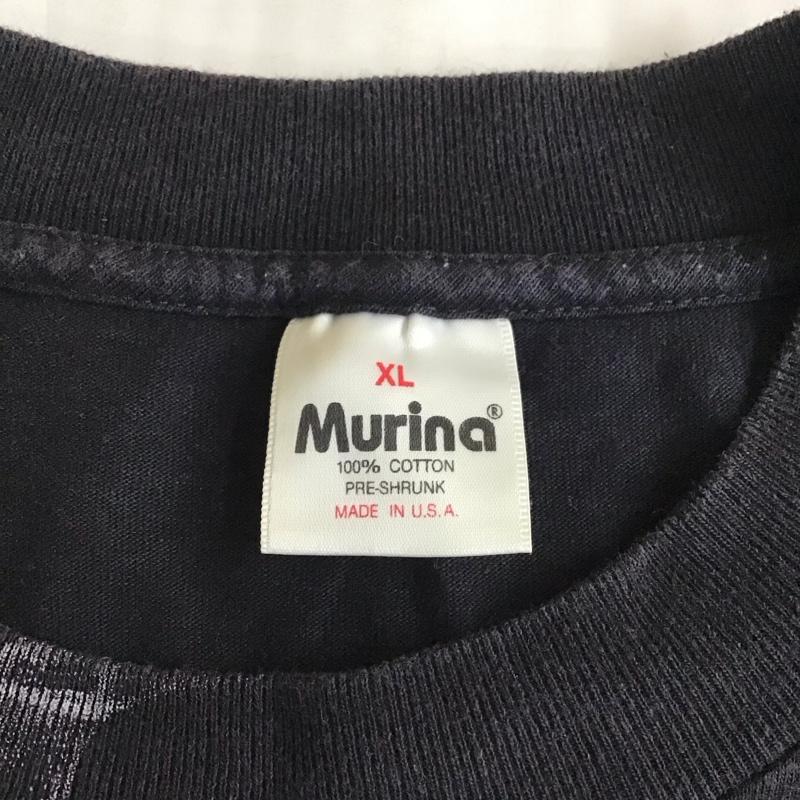 XL
Murina®
100% COTTON
PRE-SHRUNK
MADE IN U.S.A.